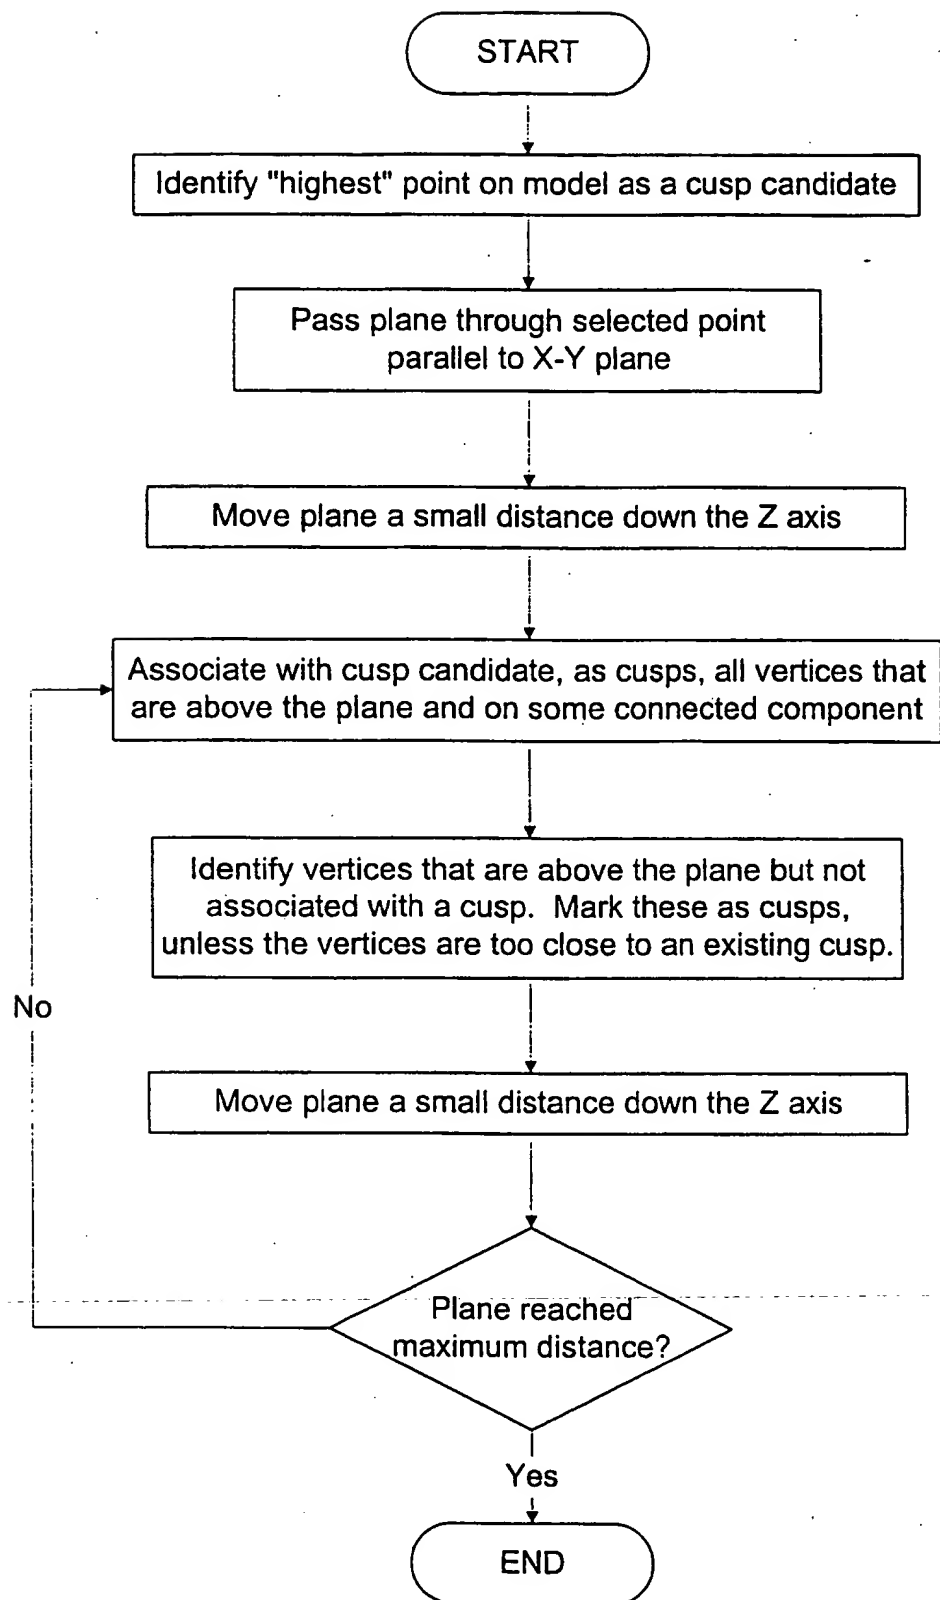 START
Identify "highest" point on model as a cusp candidate
Pass plane through selected point
parallel to X-Y plane
Move plane a small distance down the Z axis
Associate with cusp candidate, as cusps, all vertices that
are above the plane and on some connected component
Identify vertices that are above the plane but not
associated with a cusp. Mark these as cusps,
unless the vertices are too close to an existing cusp.
No
Move plane a small distance down the Z axis
Plane reached
maximum distance?
Yes
END